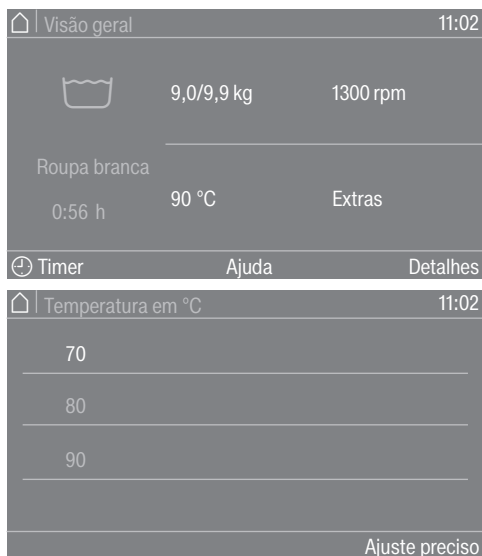 Visão geral 11:02
9,0/9,9 kg 1300 rpm
Roupa branca
0:56 h
90 °C Extras
Timer Ajuda Detalhes
Temperatura em °C 11:02
70
80
90
Ajuste preciso